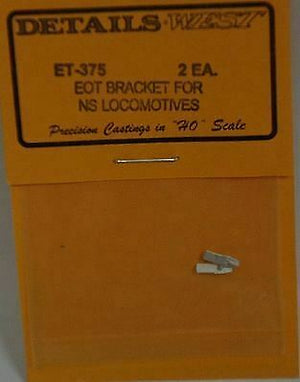 DETAILS WEST
ET-375 2 EA.
EOT BRACKET FOR
NS LOCOMOTIVES
Precision Castings in "HO" Scale